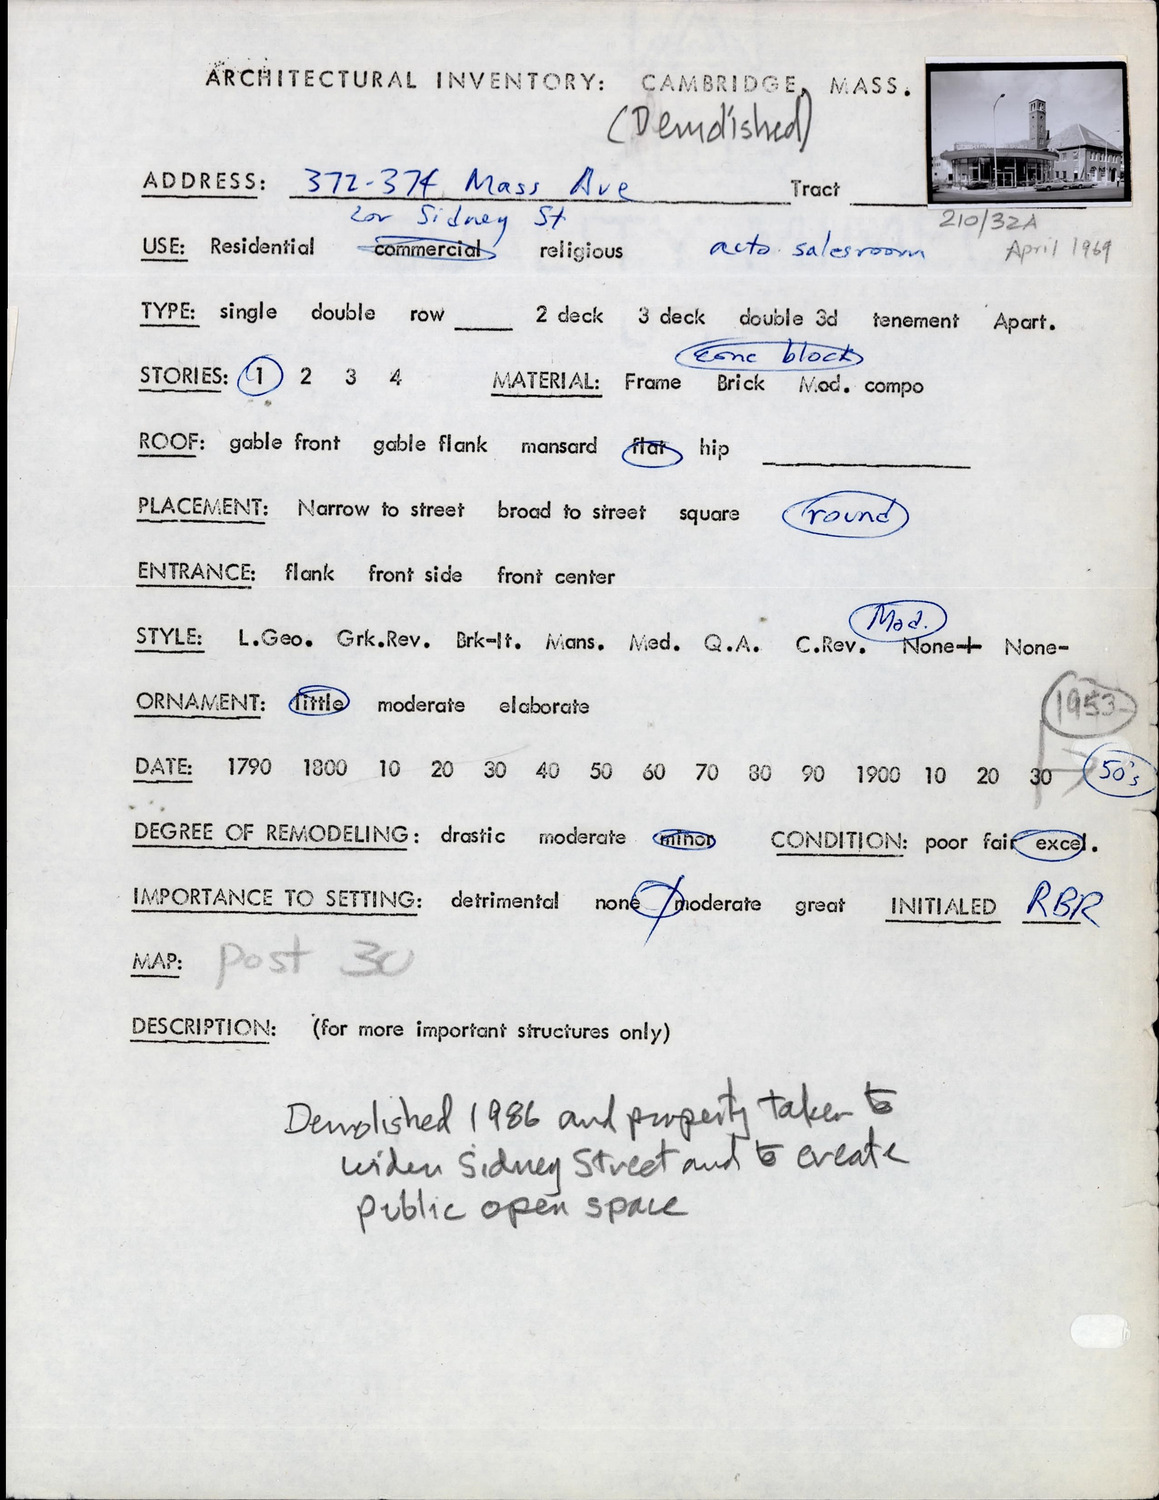 ARCHITECTURAL INVENTORY: CAMBRIDGE, MASS.
(Demolished)
ADDRESS: 372-374 Mass Ave Tract
cor Sidney St
210/32A
April 1969
USE: Residential commercial religious auto salesroom
TYPE: single double row 2 deck 3 deck double 3d tenement Apart.
conc block
STORIES: 1 2 3 4 MATERIAL: Frame Brick Mod. compo
ROOF: gable front gable flank mansard flat hip
PLACEMENT: Narrow to street broad to street square round
ENTRANCE: flank front side front center
Mod.
STYLE: L.Geo. Grk.Rev. Brk-It. Mans. Med. Q.A. C.Rev. None+ None-
ORNAMENT: little moderate elaborate
1953
DATE: 1790 1800 10 20 30 40 50 60 70 80 90 1900 10 20 30 50's
DEGREE OF REMODELING: drastic moderate minor CONDITION: poor fair excel.
IMPORTANCE TO SETTING: detrimental none moderate great INITIALED RBR
MAP: post 30
DESCRIPTION: (for more important structures only)
Demolished 1986 and property taken to
widen Sidney Street and to create
public open space